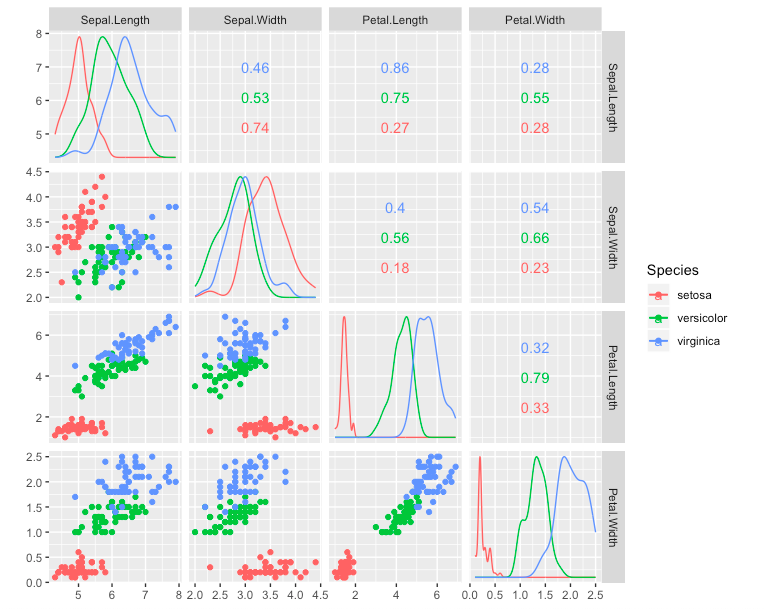 Sepal.Length Sepal.Width Petal.Length Petal.Width
8
7
6
5
0.46 0.86 0.28
0.53 0.75 0.55
0.74 0.27 0.28
Sepal.Length
4.5
4.0
3.5
3.0
2.5
2.0
0.4 0.54
0.56 0.66
0.18 0.23
Sepal.Width
6
4
2
0.32
0.79
0.33
Petal.Length
2.5
2.0
1.5
1.0
0.5
0.0
Petal.Width
5 6 7 8 2.0 2.5 3.0 3.5 4.0 4.5 2 4 6 0.0 0.5 1.0 1.5 2.0 2.5
Species
a setosa
a versicolor
a virginica